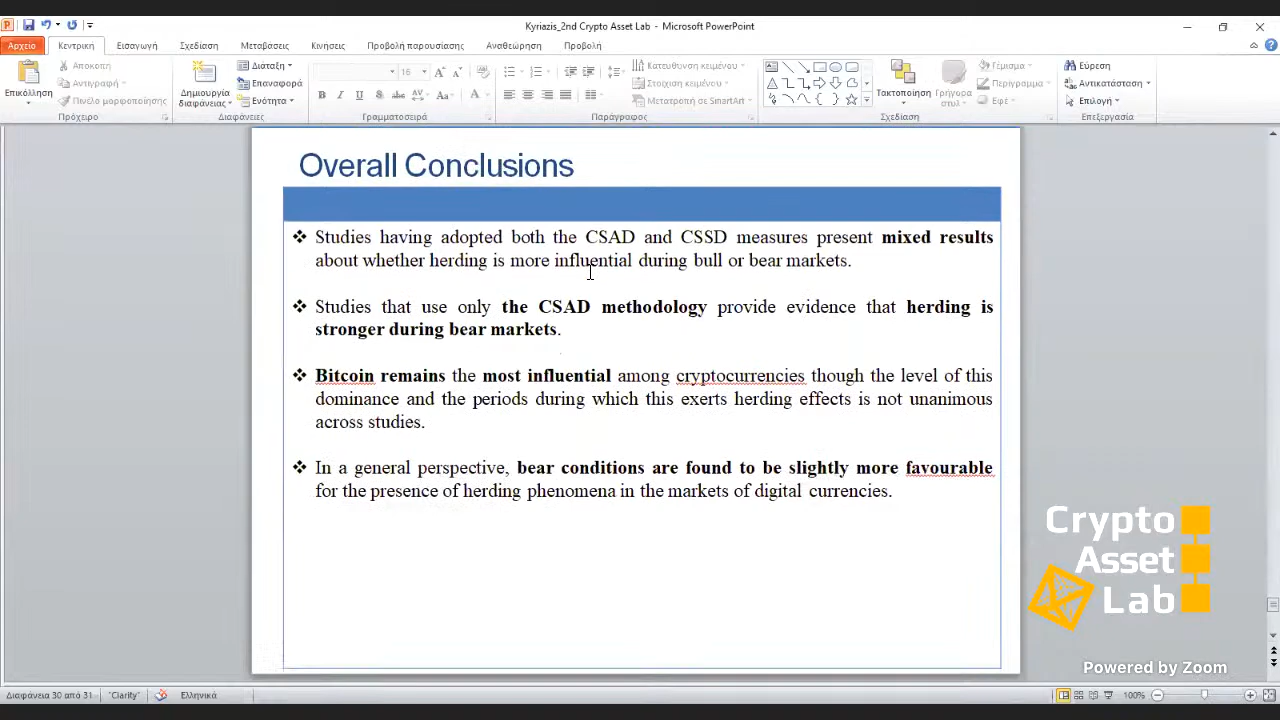 Kyriazis_2nd Crypto Asset Lab - Microsoft PowerPoint
Αρχείο Κεντρική Εισαγωγή Σχεδίαση Μεταβάσεις Κινήσεις Προβολή παρουσίασης Αναθεώρηση Προβολή
Επικόλληση
Αποκοπή
Αντιγραφή
Πινέλο μορφοποίησης
Πρόχειρο
Δημιουργία
διαφάνειας
Διάταξη
Επαναφορά
Ενότητα
Διαφάνειες
16
Γραμματοσειρά
Κατεύθυνση κειμένου
Στοίχιση κειμένου
Μετατροπή σε SmartArt
Παράγραφος
Τακτοποίηση
Γρήγορα
στυλ
Γέμισμα
Περίγραμμα
Εφέ
Σχεδίαση
Εύρεση
Αντικατάσταση
Επιλογή
Επεξεργασία
Overall Conclusions
Studies having adopted both the CSAD and CSSD measures present mixed results
about whether herding is more influential during bull or bear markets.
Studies that use only the CSAD methodology provide evidence that herding is
stronger during bear markets.
Bitcoin remains the most influential among cryptocurrencies though the level of this
dominance and the periods during which this exerts herding effects is not unanimous
across studies.
In a general perspective, bear conditions are found to be slightly more favourable
for the presence of herding phenomena in the markets of digital currencies.
Crypto
Asset
Lab
Powered by Zoom
Διαφάνεια 30 από 31 "Clarity" Ελληνικά 100%